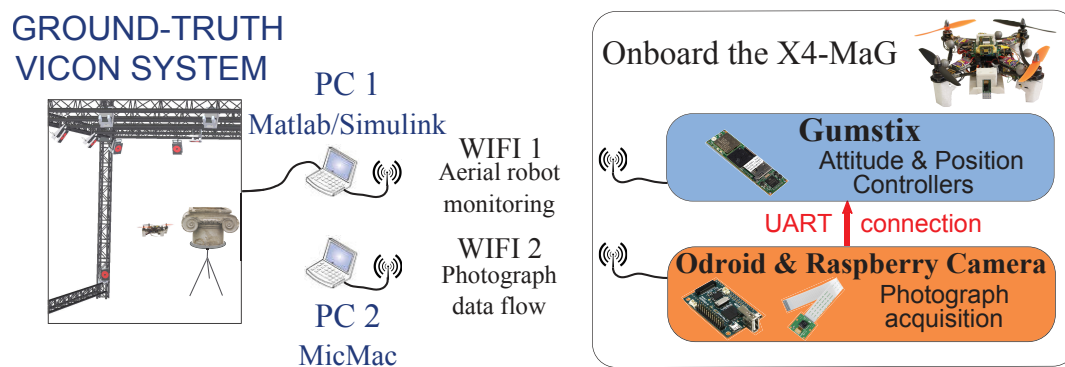 GROUND-TRUTH
VICON SYSTEM
PC 1
Matlab/Simulink
WIFI 1
Aerial robot
monitoring
WIFI 2
Photograph
data flow
PC 2
MicMac
Onboard the X4-MaG
Gumstix
Attitude & Position
Controllers
UART connection
Odroid & Raspberry Camera
Photograph
acquisition